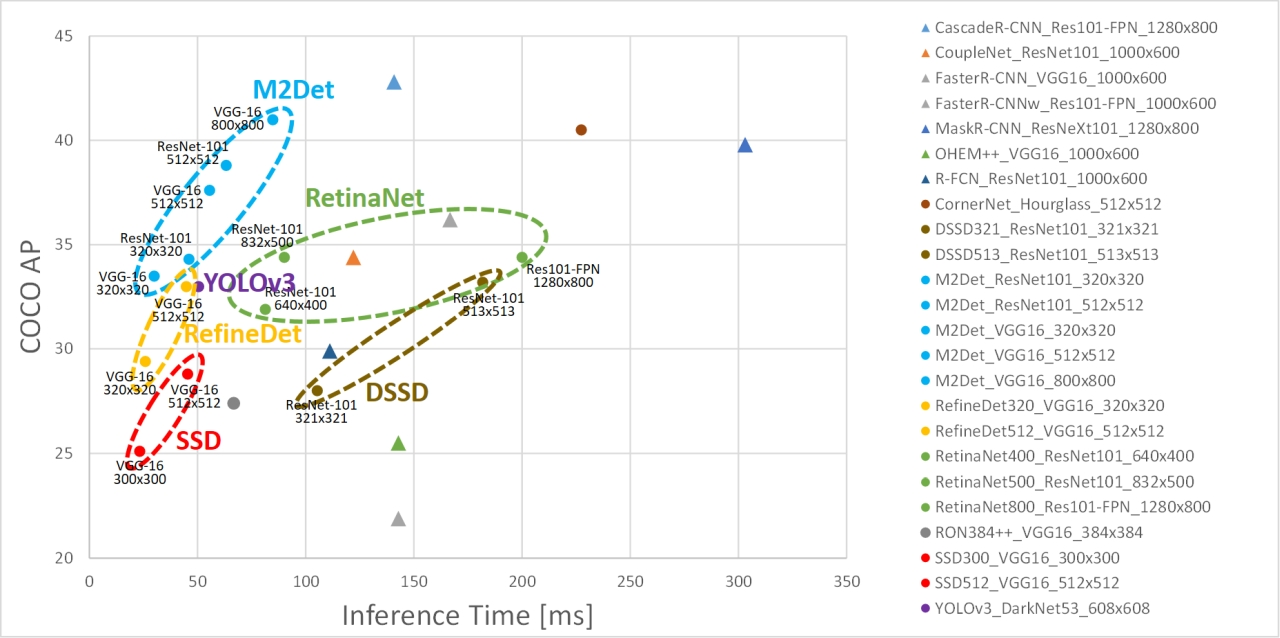 45
40
35
30
25
20
0
50
100
150
200
250
300
350
COCO AP
Inference Time [ms]
M2Det
VGG-16
800x800
ResNet-101
512x512
VGG-16
512x512
ResNet-101
320x320
VGG-16
320x320
RetinaNet
ResNet-101
832x500
ResNet-101
640x400
Res101-FPN
1280x800
YOLOv3
VGG-16
512x512
RefineDet
VGG-16
320x320
VGG-16
512x512
SSD
VGG-16
300x300
ResNet-101
513x513
DSSD
ResNet-101
321x321
CascadeR-CNN_Res101-FPN_1280x800
CoupleNet_ResNet101_1000x600
FasterR-CNN_VGG16_1000x600
FasterR-CNNw_Res101-FPN_1000x600
MaskR-CNN_ResNeXt101_1280x800
OHEM++_VGG16_1000x600
R-FCN_ResNet101_1000x600
CornerNet_Hourglass_512x512
DSSD321_ResNet101_321x321
DSSD513_ResNet101_513x513
M2Det_ResNet101_320x320
M2Det_ResNet101_512x512
M2Det_VGG16_320x320
M2Det_VGG16_512x512
M2Det_VGG16_800x800
RefineDet320_VGG16_320x320
RefineDet512_VGG16_512x512
RetinaNet400_ResNet101_640x400
RetinaNet500_ResNet101_832x500
RetinaNet800_Res101-FPN_1280x800
RON384++_VGG16_384x384
SSD300_VGG16_300x300
SSD512_VGG16_512x512
YOLOv3_DarkNet53_608x608